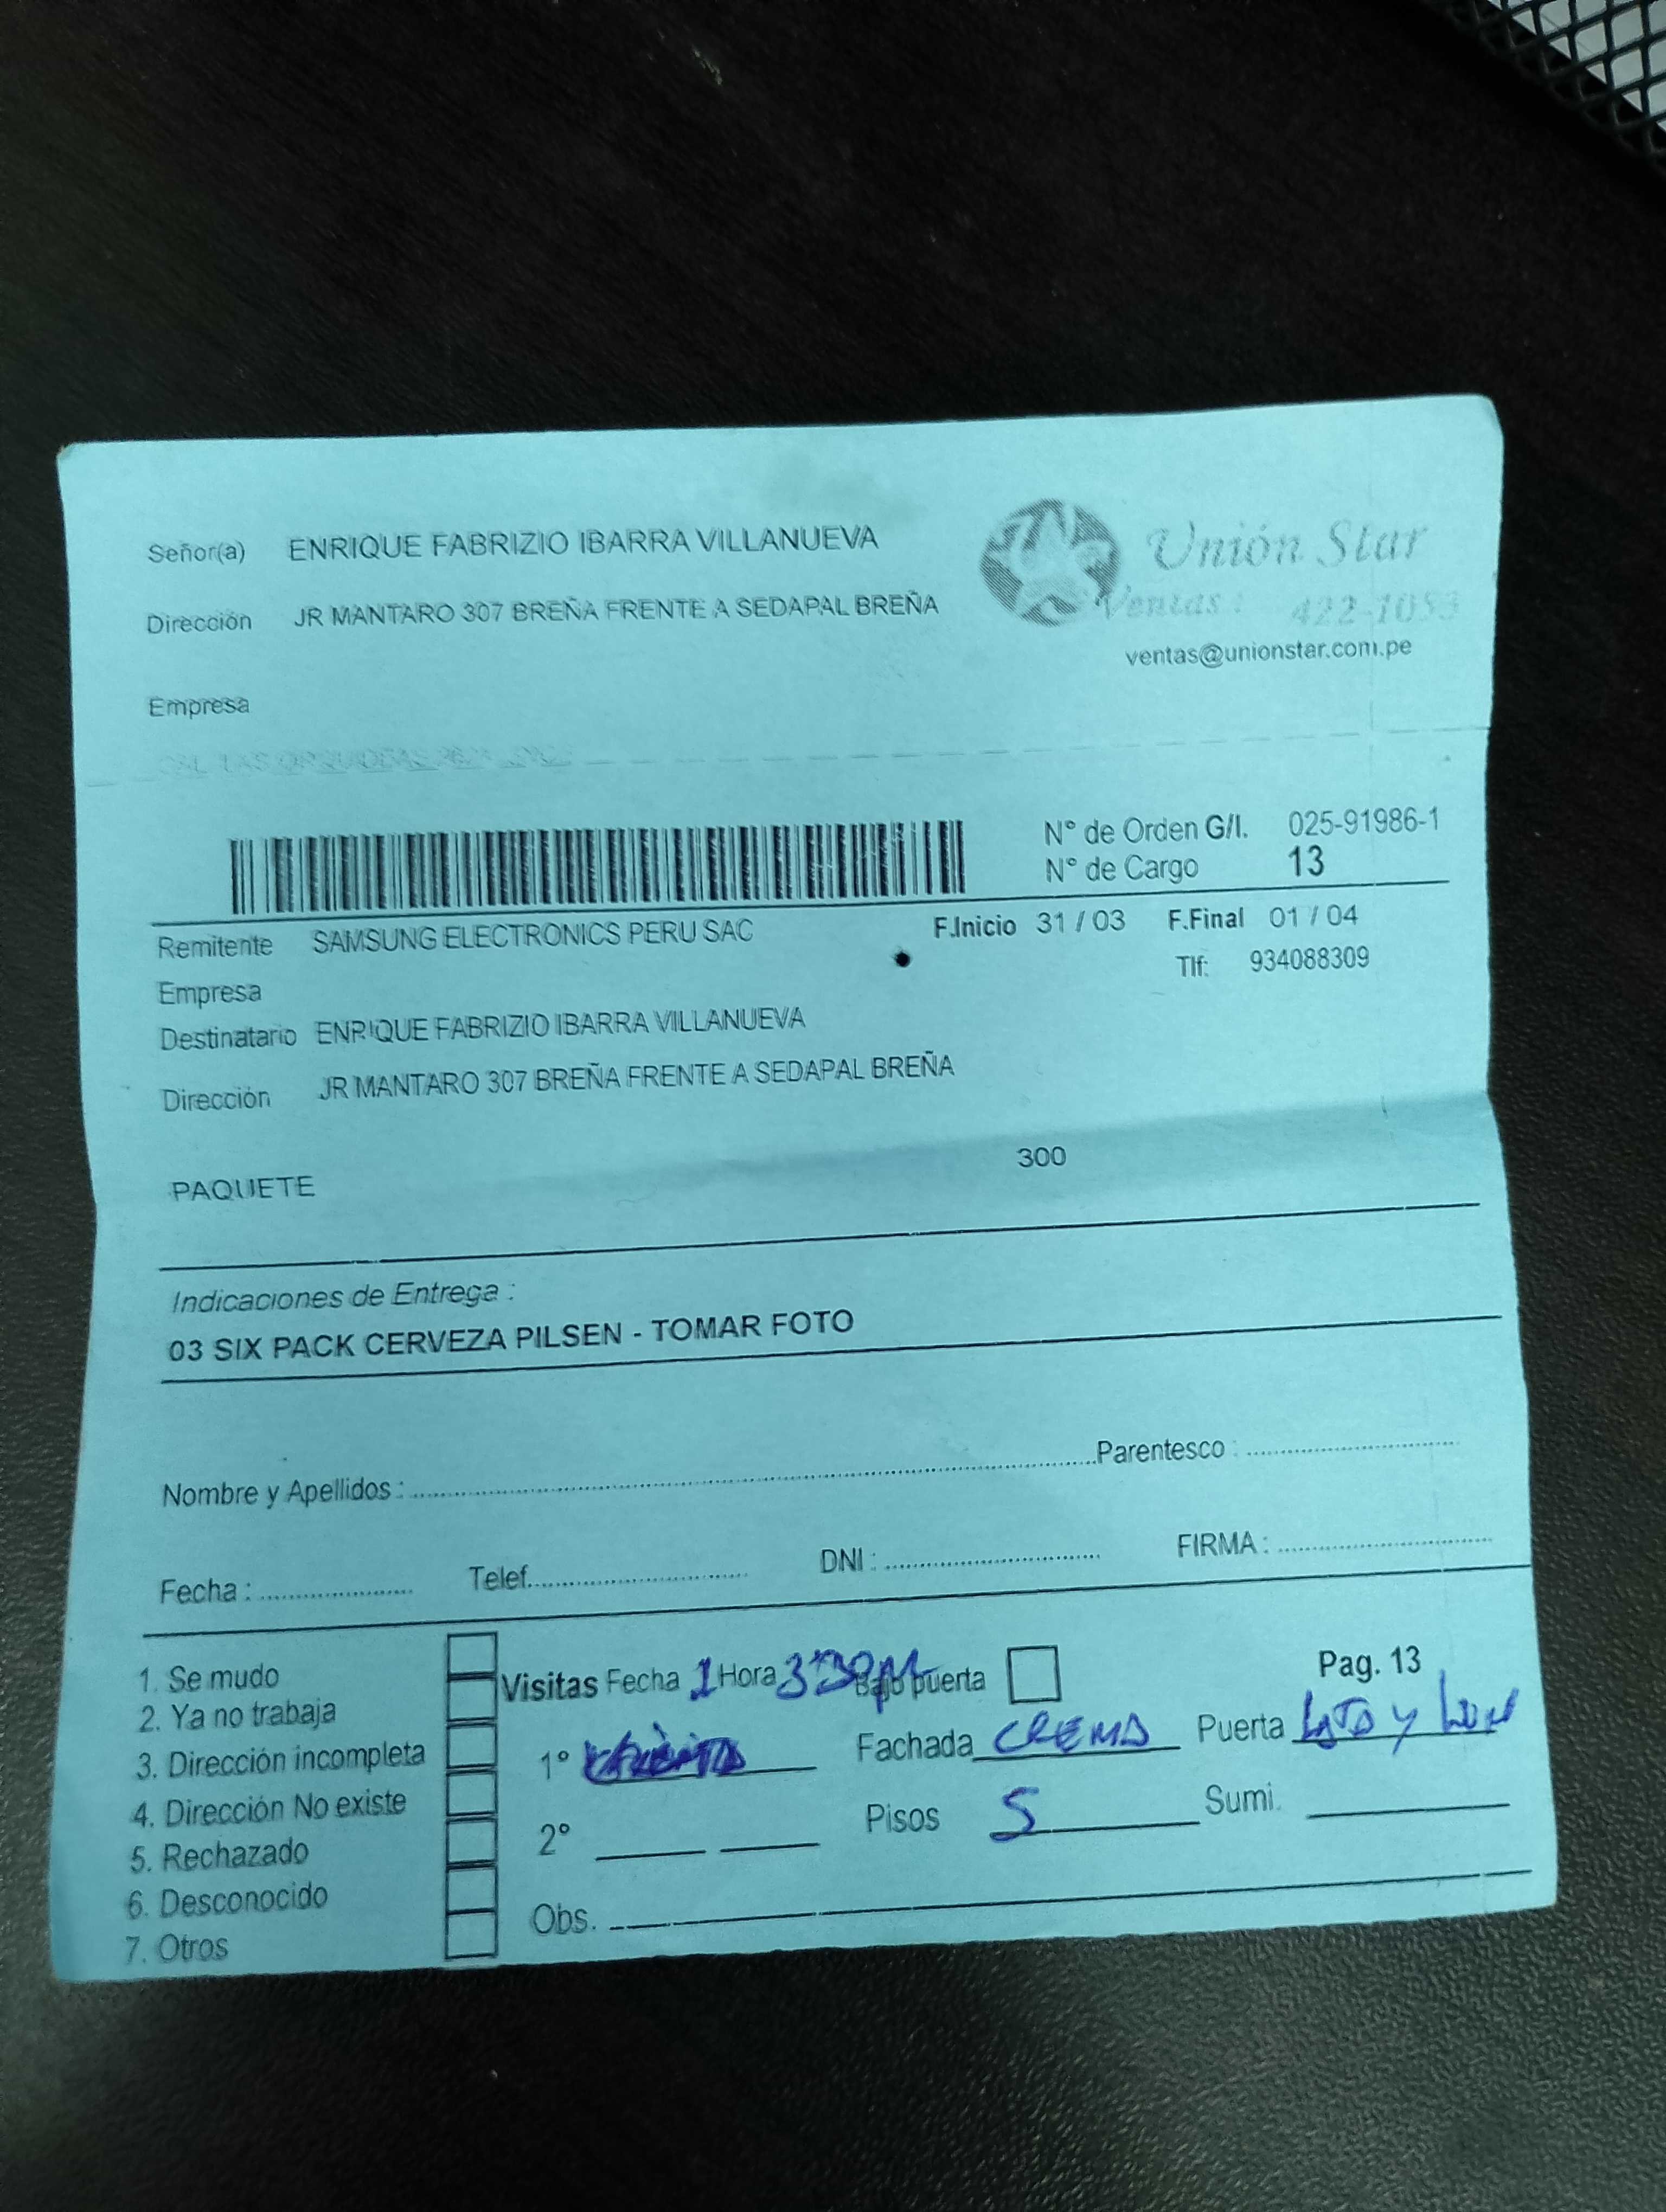 Señor(a) ENRIQUE FABRIZIO IBARRA VILLANUEVA
Unión Star
Dirección JR MANTARO 307 BREÑA FRENTE A SEDAPAL BREÑA
Ventas : 422-1053
ventas@unionstar.com.pe
Empresa
N° de Orden G/I. 025-91986-1
N° de Cargo 13
Remitente SAMSUNG ELECTRONICS PERU SAC F.Inicio 31 / 03 F.Final 01 / 04
Tlf: 934088309
Empresa
Destinatario ENRIQUE FABRIZIO IBARRA VILLANUEVA
Dirección JR MANTARO 307 BREÑA FRENTE A SEDAPAL BREÑA
PAQUETE 300
Indicaciones de Entrega :
03 SIX PACK CERVEZA PILSEN - TOMAR FOTO
Nombre y Apellidos : Parentesco :
Fecha : Telef. DNI : FIRMA :
1. Se mudo
2. Ya no trabaja
3. Dirección incompleta
4. Dirección No existe
5. Rechazado
6. Desconocido
7. Otros
Visitas Fecha 1 Hora 3:30 pm Bajo puerta Pag. 13
1° Fachada CREMA Puerta
2° Pisos 5 Sumi.
Obs.